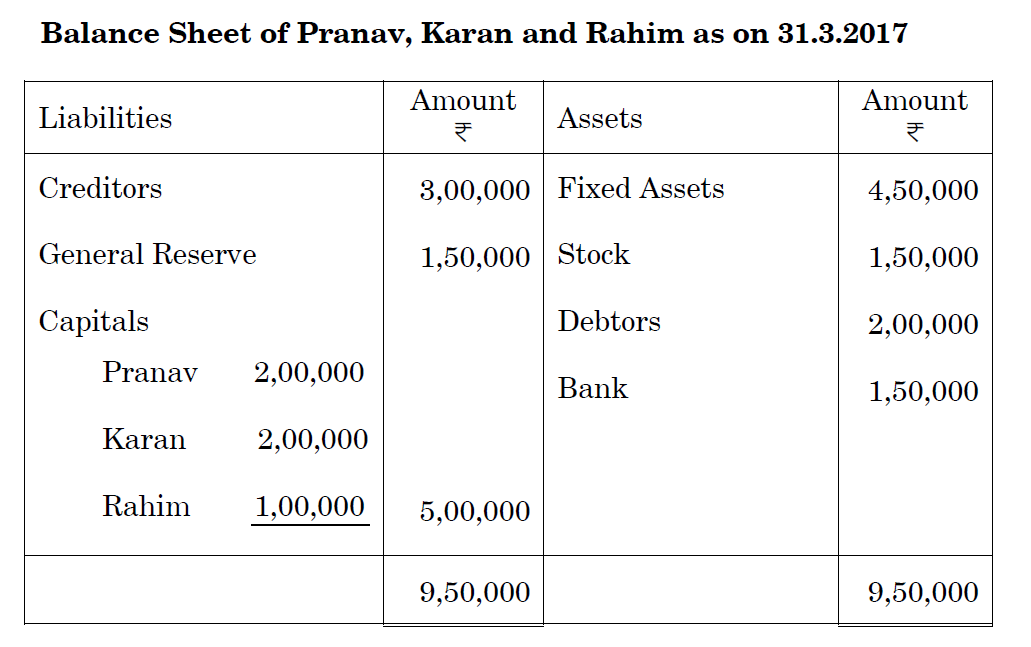 Balance Sheet of Pranav, Karan and Rahim as on 31.3.2017
Liabilities Amount ₹ Assets Amount ₹
Creditors 3,00,000 Fixed Assets 4,50,000
General Reserve 1,50,000 Stock 1,50,000
Capitals Debtors 2,00,000
Pranav 2,00,000
Bank 1,50,000
Karan 2,00,000
Rahim 1,00,000 5,00,000
9,50,000 9,50,000